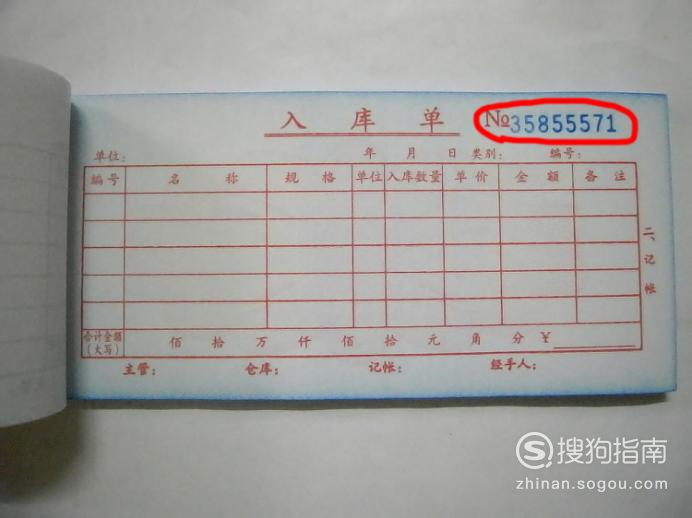 入 库 单 №35855571
单位: 年 月 日 类别: 编号:
编号 名 称 规 格 单位 入库数量 单 价 金 额 备 注
二、记帐
合计金额(大写) 佰 拾 万 仟 佰 拾 元 角 分 ¥
主管: 仓库: 记帐: 经手人:
搜狗指南
zhinan.sogou.com